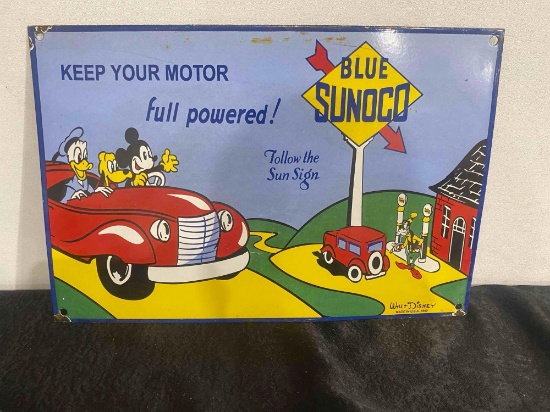 KEEP YOUR MOTOR
full powered!
BLUE
SUNOCO
Follow the
Sun Sign
WALT DISNEY